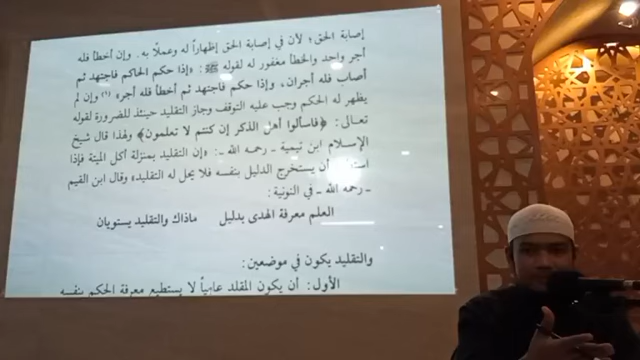 إصابة الحق؛ لأن في إصابة الحق إظهاراً له وعملًا به. وإن أخطأ فله
أجر واحد والخطأ مغفور له لقوله ﷺ: «إذا حكم الحاكم فاجتهد ثم
أصاب فله أجران، وإذا حكم فاجتهد ثم أخطأ فله أجر» (١) وإن لم
يظهر له الحكم وجب عليه التوقف وجاز التقليد حينئذ للضرورة لقوله
تعالى: ﴿فاسألوا أهل الذكر إن كنتم لا تعلمون﴾ ولهذا قال شيخ
الإسلام ابن تيمية ـ رحمه الله ـ: «إن التقليد بمنزلة أكل الميتة فإذا
أن يستخرج الدليل بنفسه فلا يحل له التقليد» وقال ابن القيم
ـ رحمه الله ـ في النونية:
العلم معرفة الهدى بدليل ماذاك والتقليد يستويان
والتقليد يكون في موضعين:
الأول: أن يكون المقلد عامياً لا يستطيع معرفة الحكم بنفسه